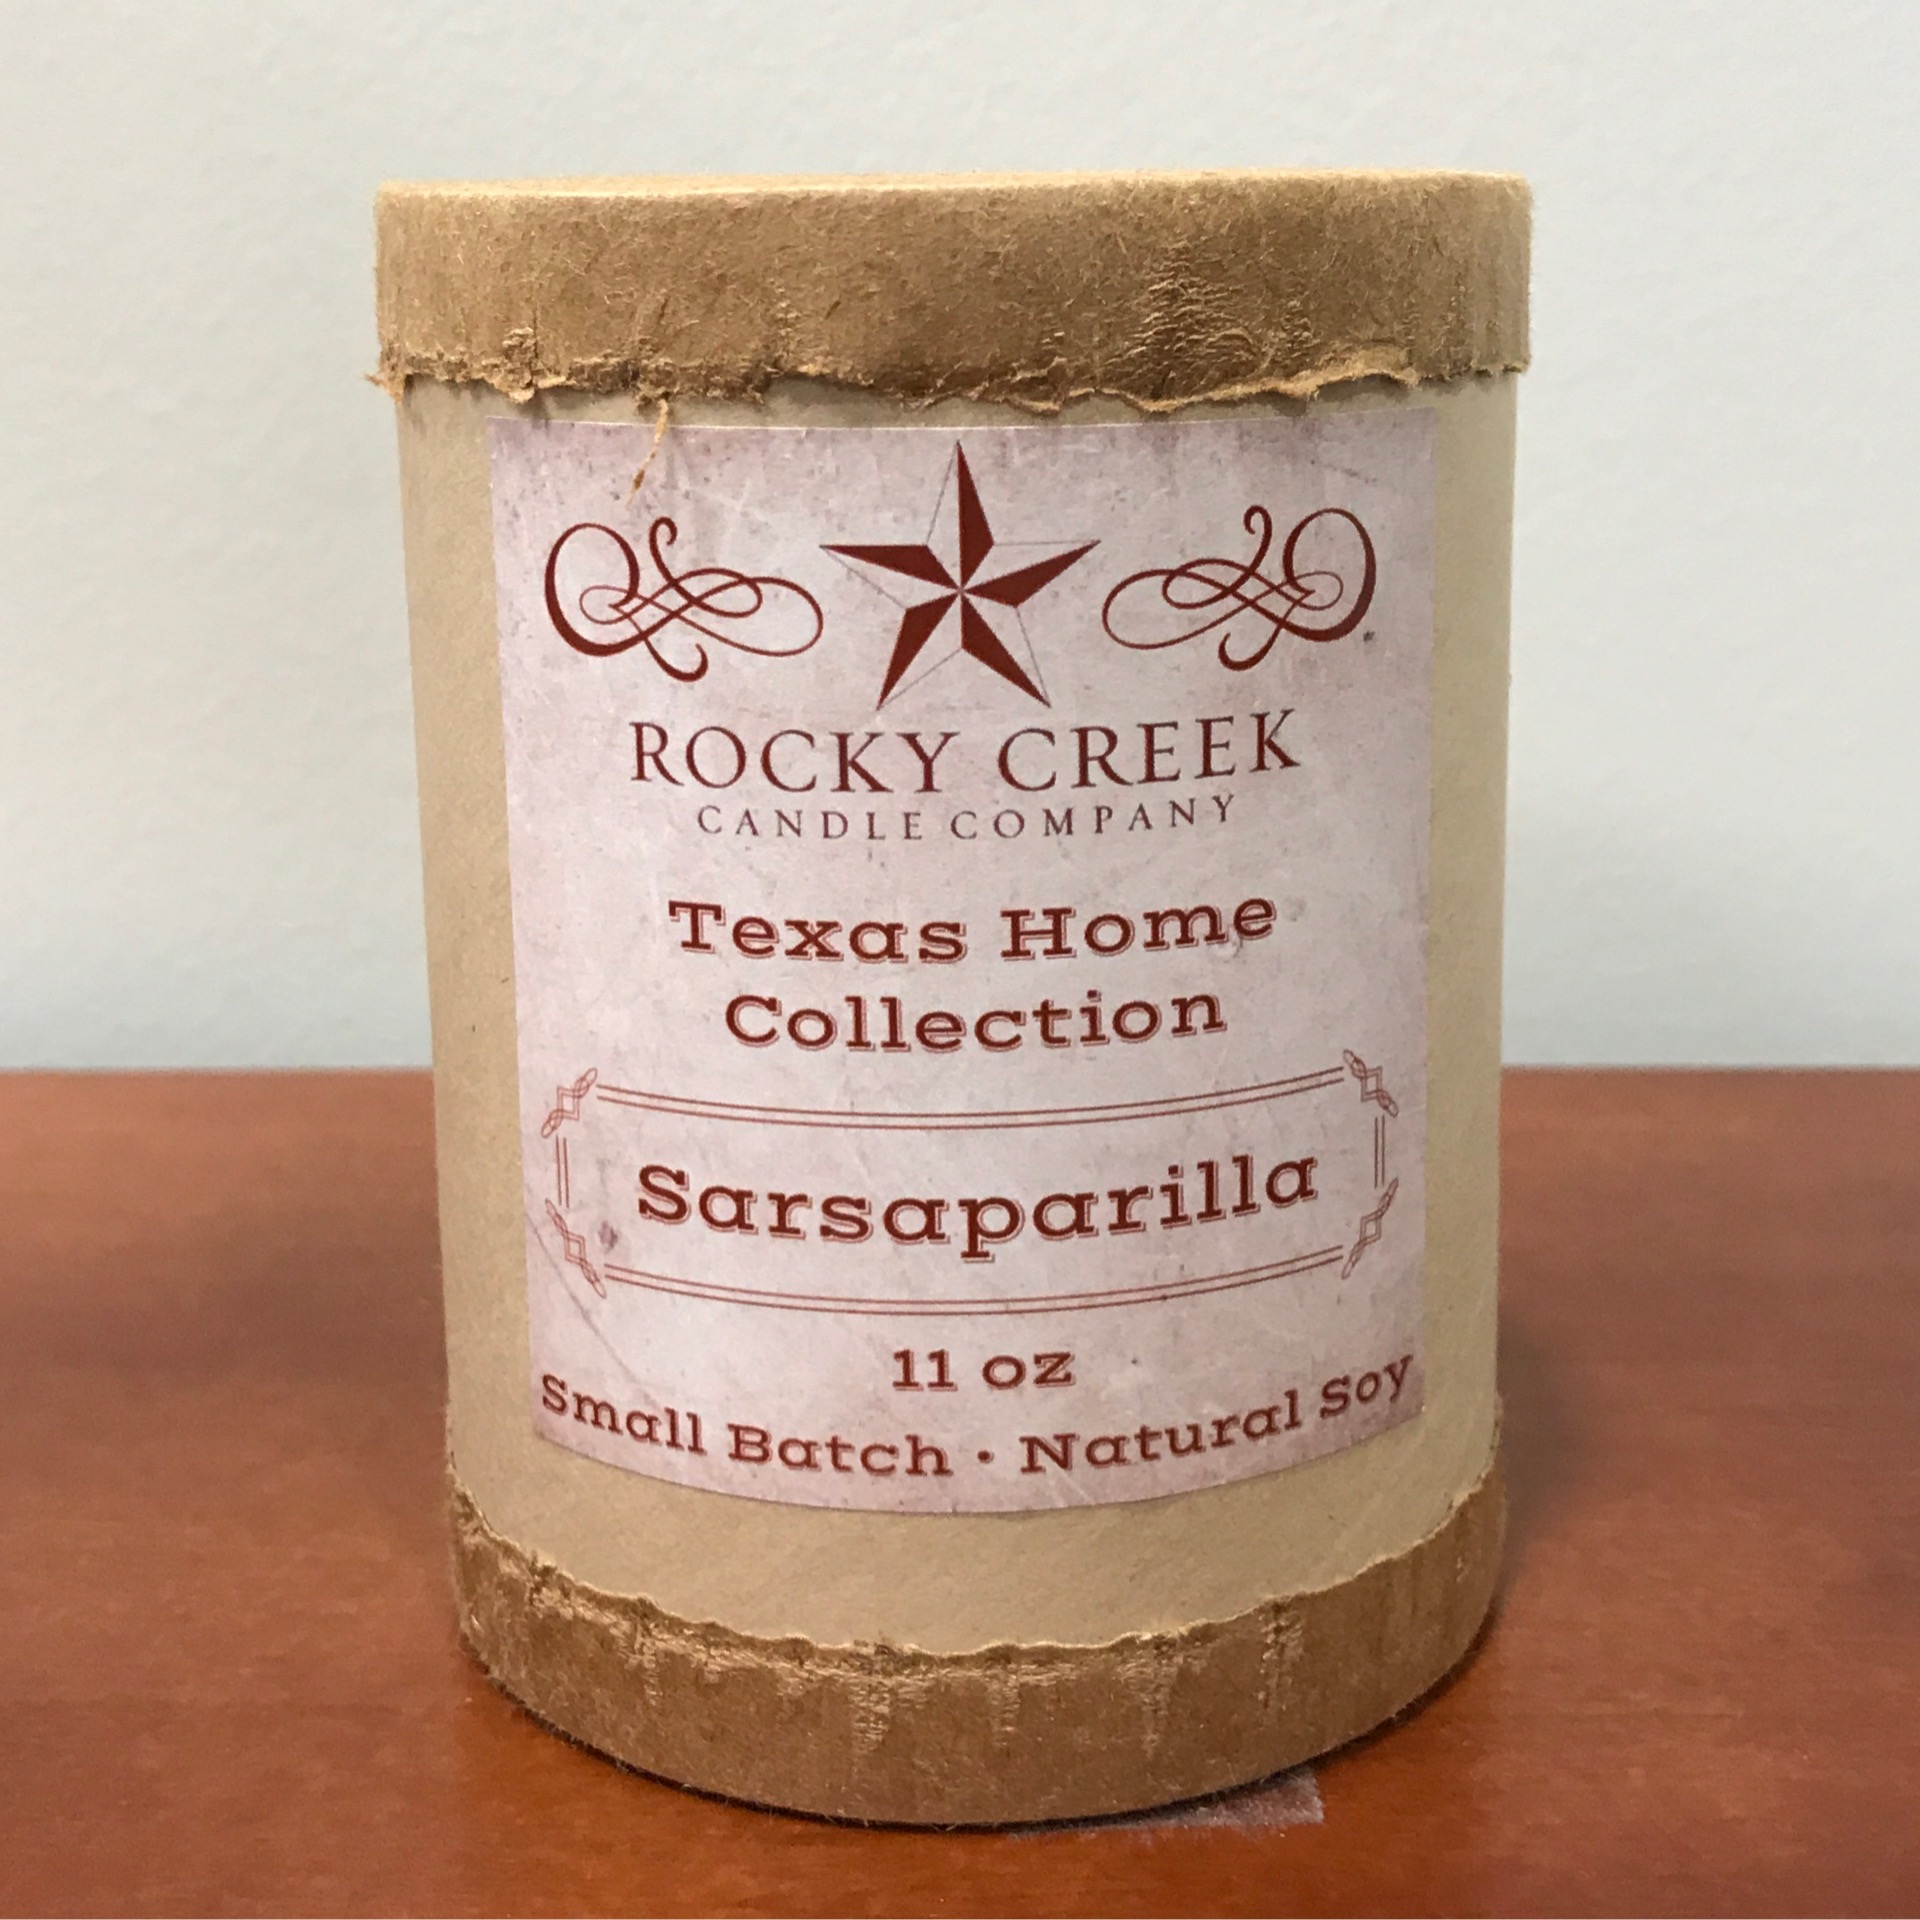 ROCKY CREEK
CANDLE COMPANY
Texas Home
Collection
Sarsaparilla
11 oz
Small Batch · Natural Soy